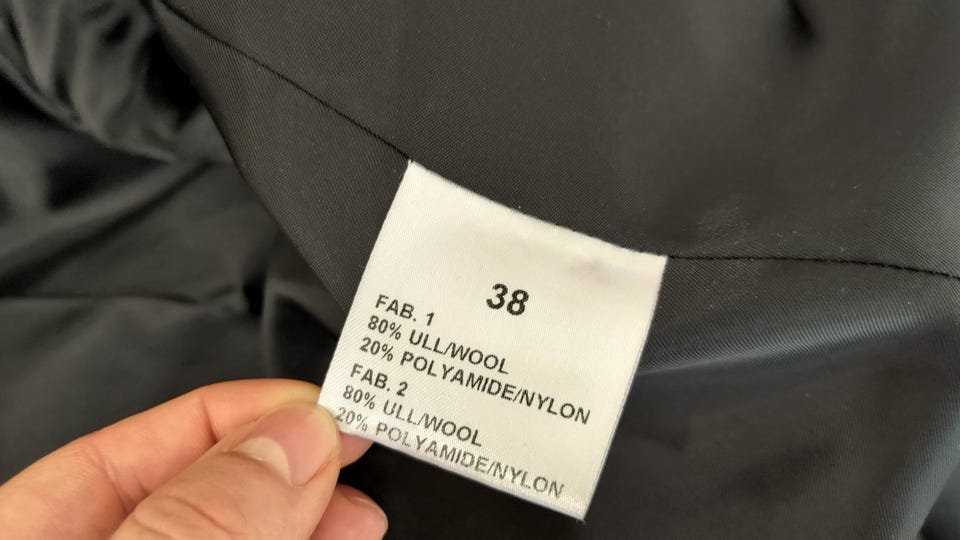 38
FAB. 1
80% ULL/WOOL
20% POLYAMIDE/NYLON
FAB. 2
80% ULL/WOOL
20% POLYAMIDE/NYLON